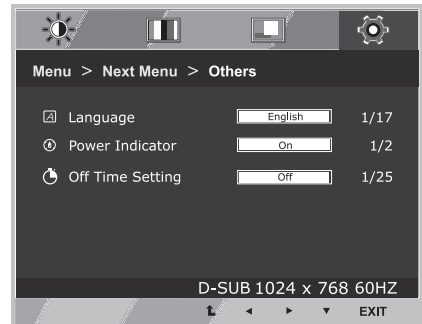 Menu > Next Menu > Others
Language English 1/17
Power Indicator On 1/2
Off Time Setting Off 1/25
D-SUB 1024 x 768 60HZ
EXIT